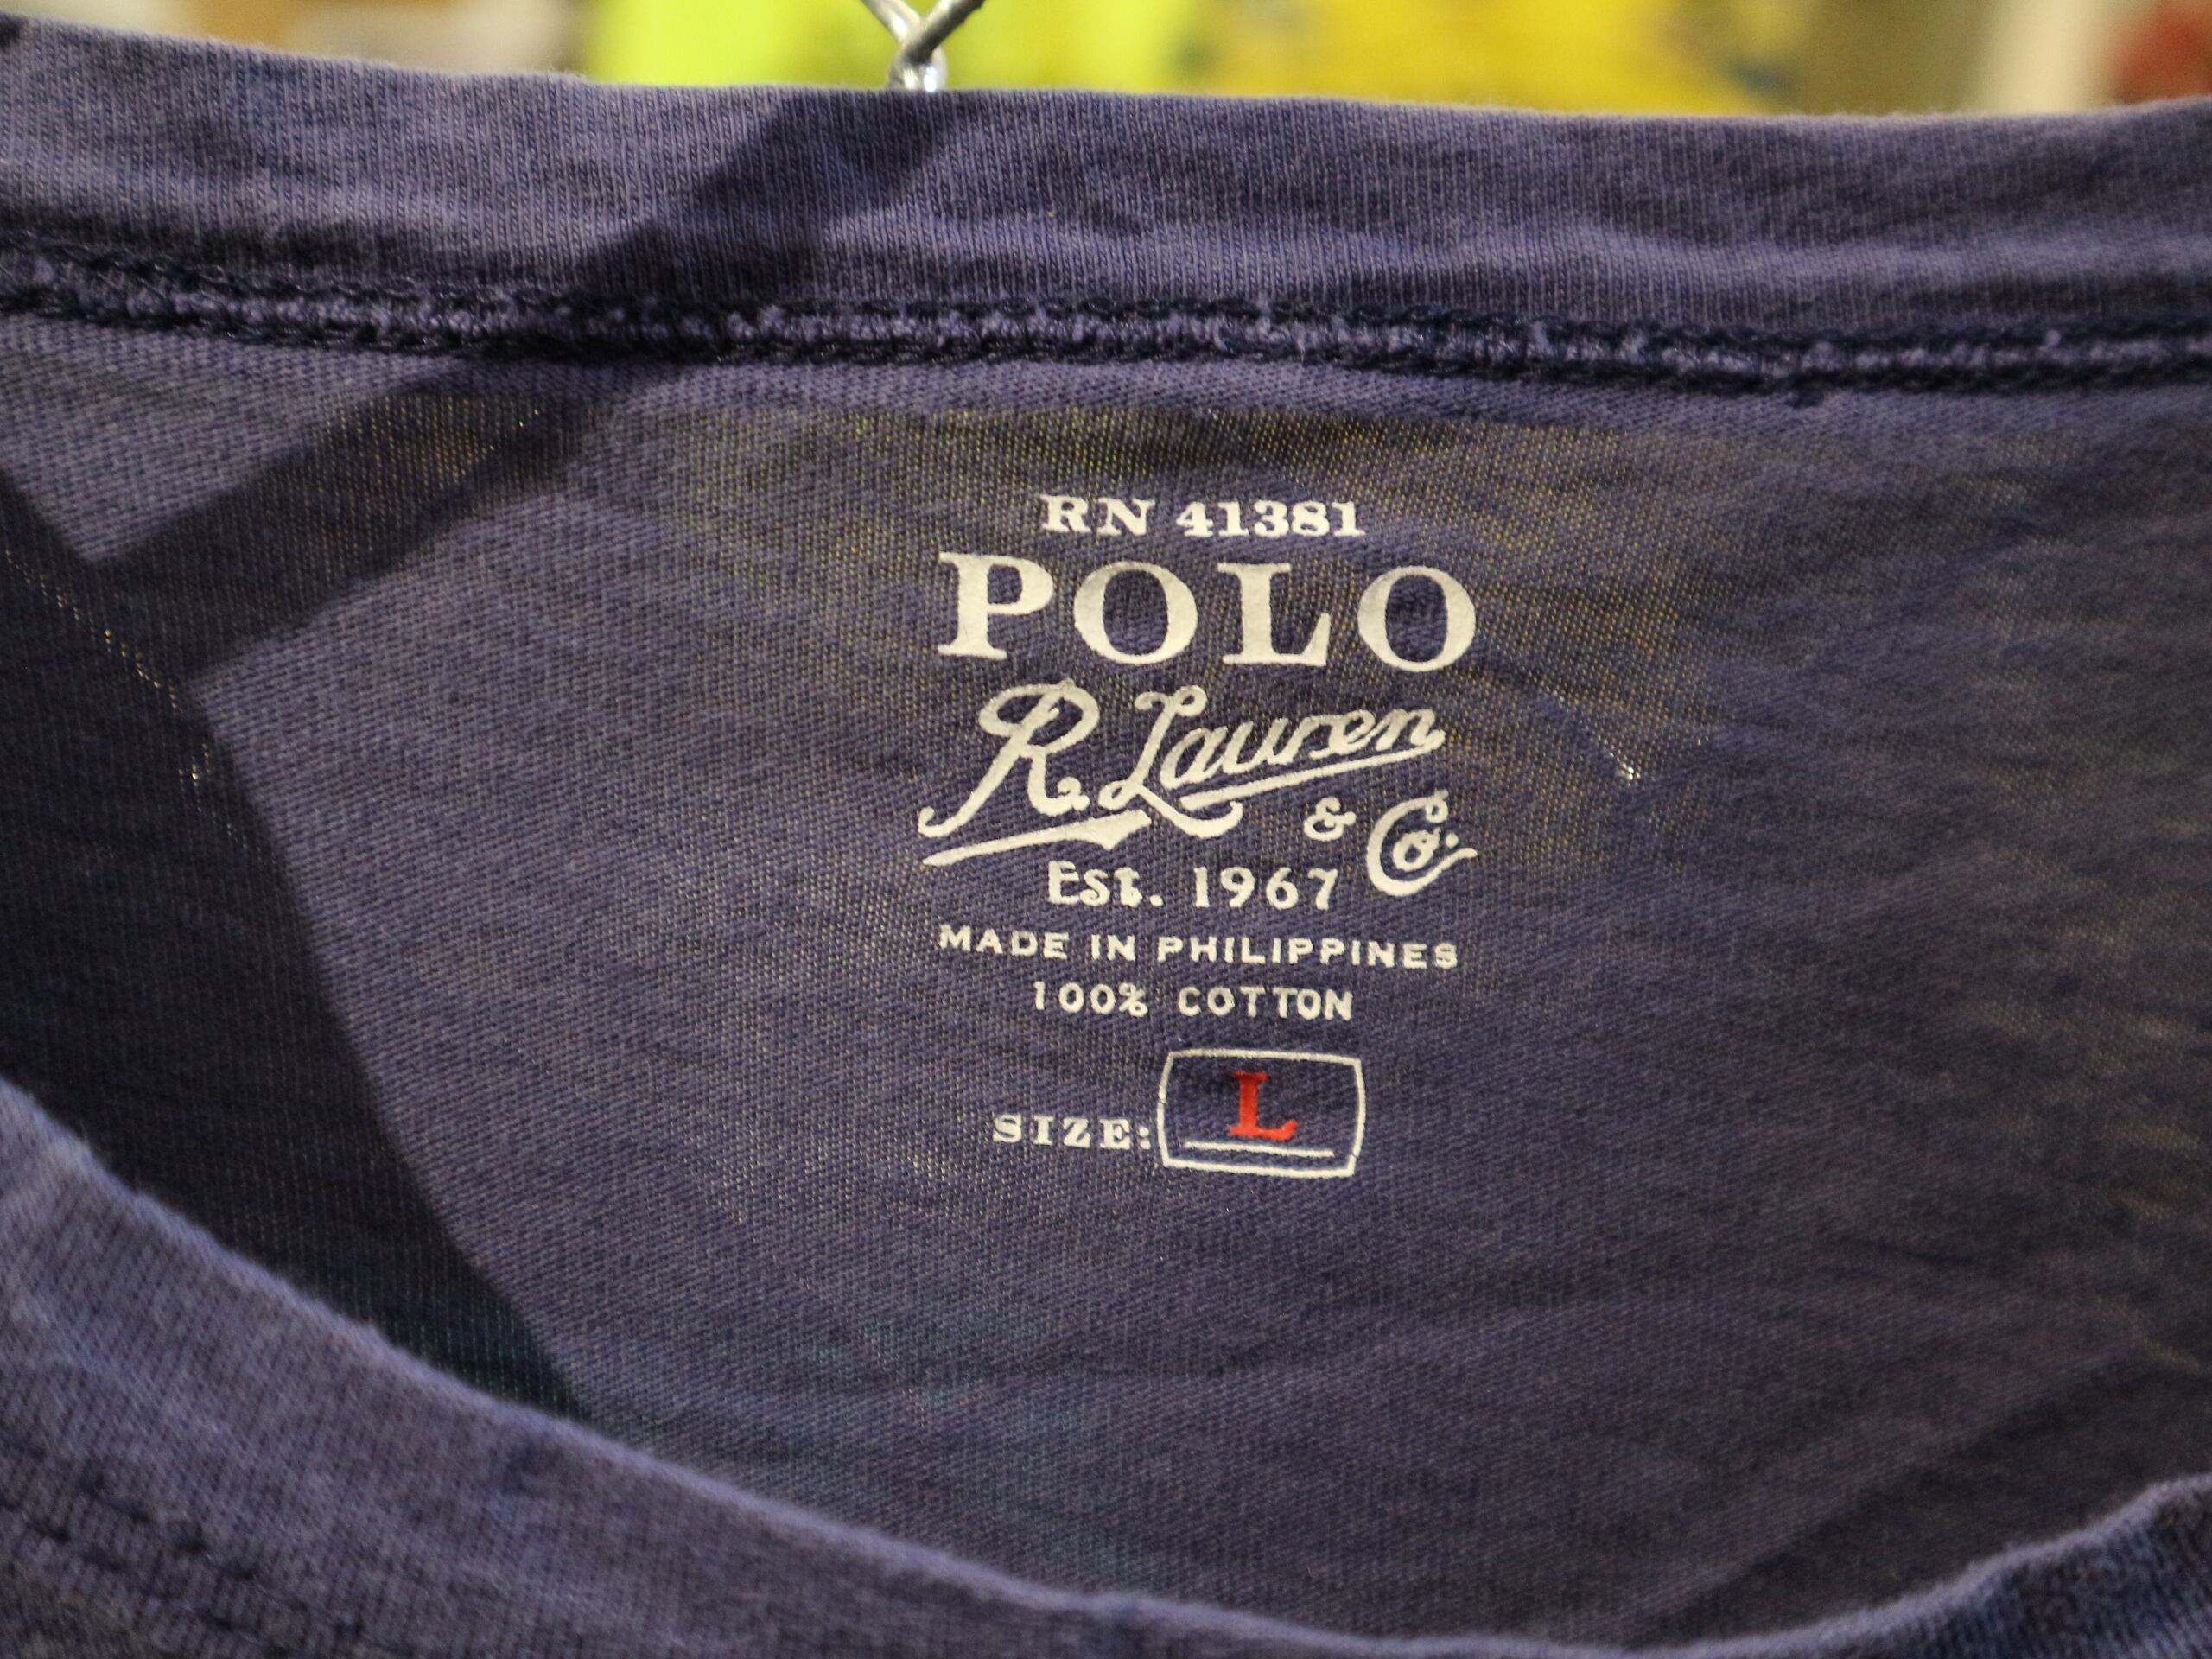 RN 41381
POLO
R. Lauren
& Co.
Est. 1967
MADE IN PHILIPPINES
100% COTTON
SIZE: L